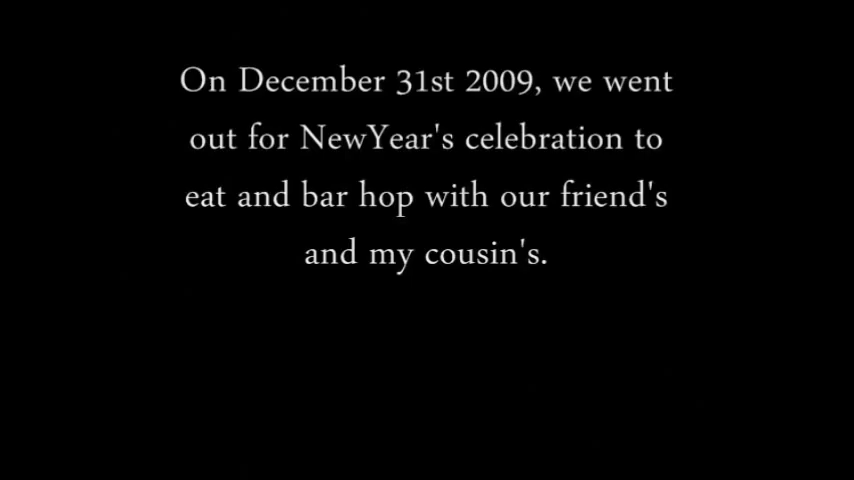 On December 31st 2009, we went
out for NewYear's celebration to
eat and bar hop with our friend's
and my cousin's.